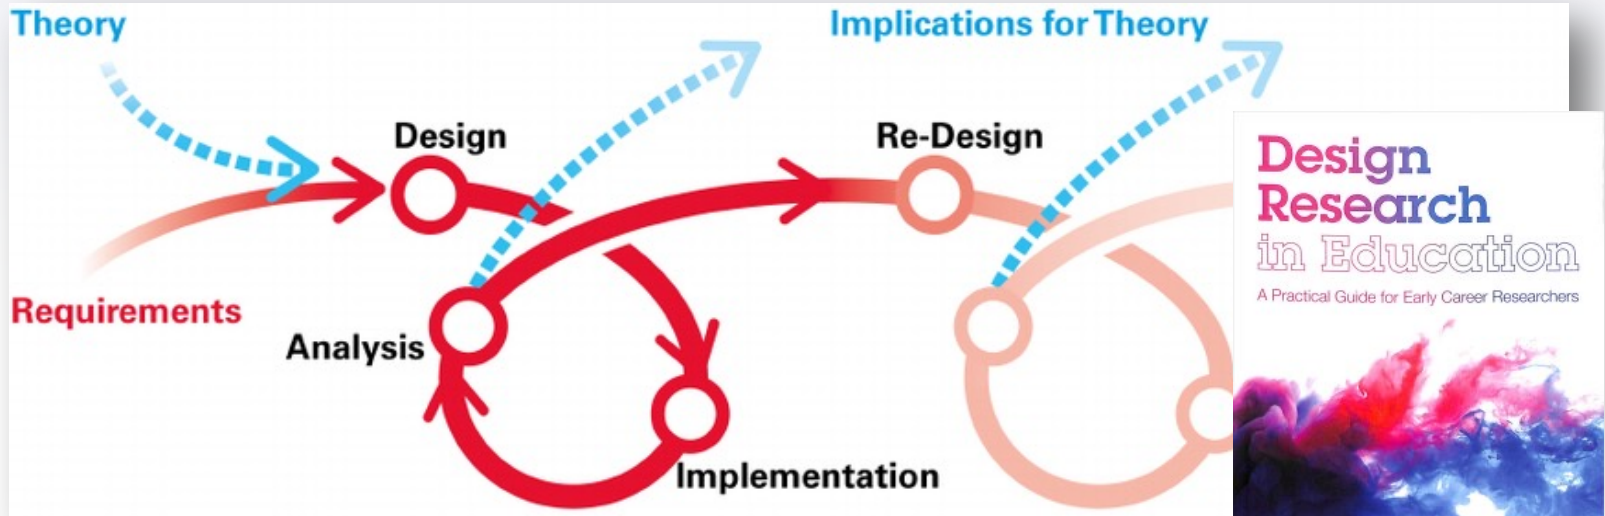 Theory
Implications for Theory
Design
Re-Design
Requirements
Analysis
Implementation
Design
Research
in Education
A Practical Guide for Early Career Researchers